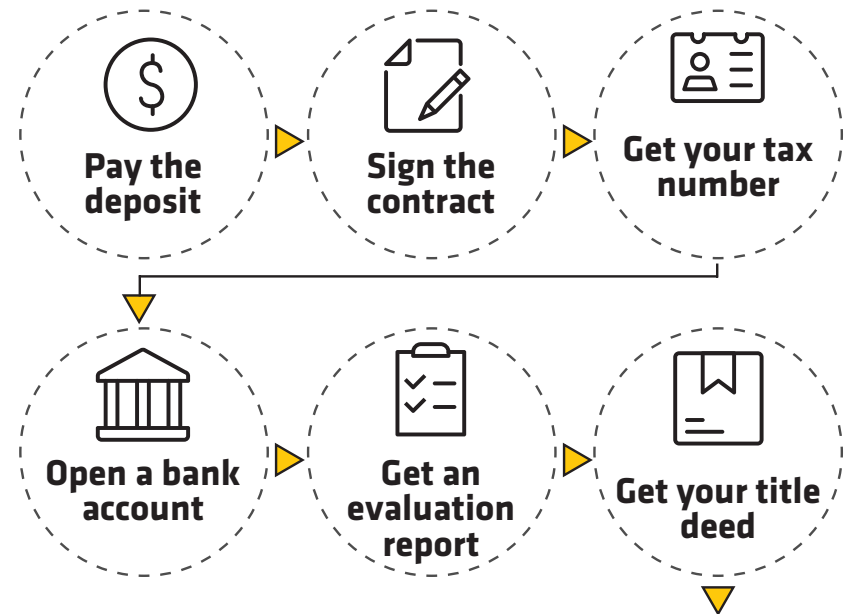 Pay the
deposit
Sign the
contract
Get your tax
number
Open a bank
account
Get an
evaluation
report
Get your title
deed